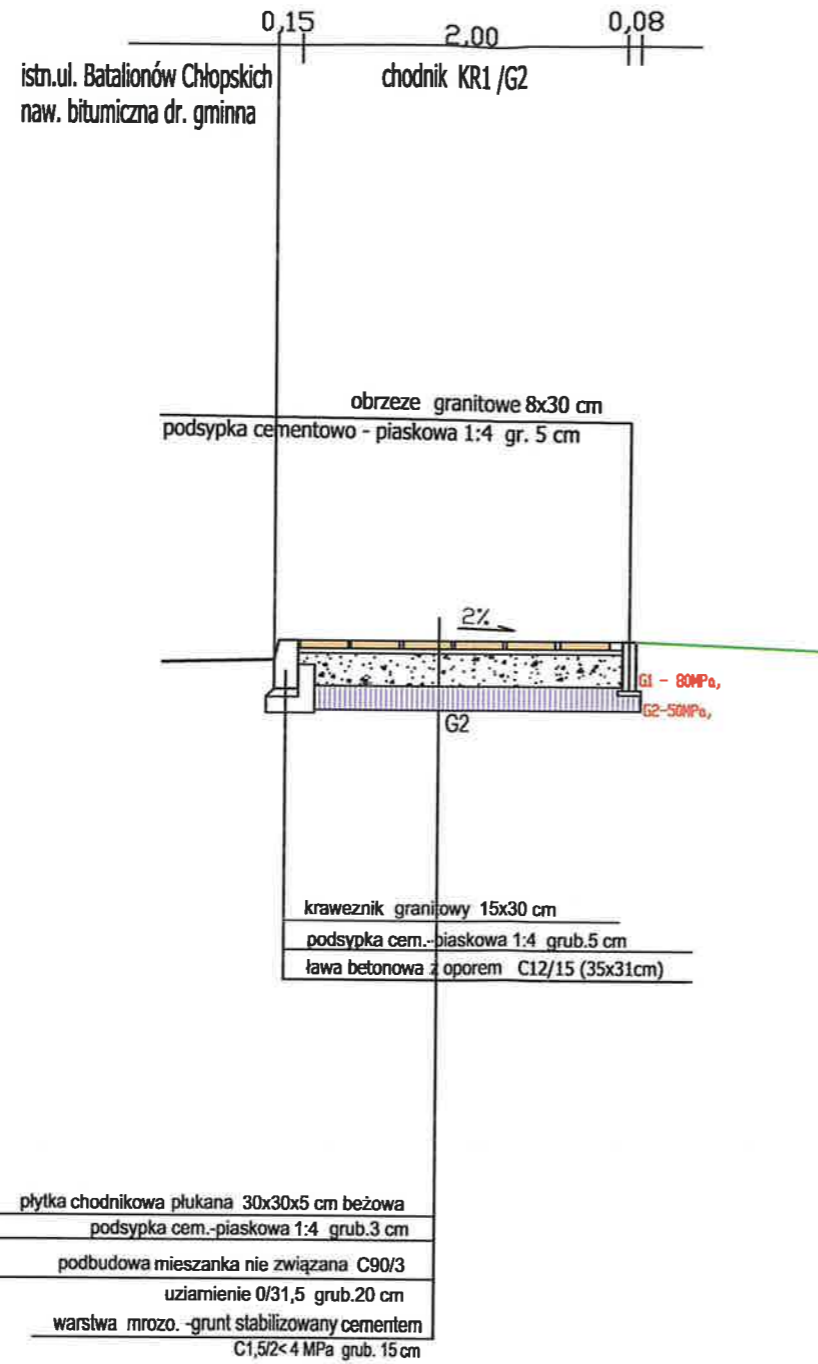 0,15 2,00 0,08
istn.ul. Batalionów Chłopskich chodnik KR1 /G2
naw. bitumiczna dr. gminna
obrzeze granitowe 8x30 cm
podsypka cementowo - piaskowa 1:4 gr. 5 cm
2%
G1 - 80MPa,
G2-50MPa,
G2
kraweznik granitowy 15x30 cm
podsypka cem.-piaskowa 1:4 grub.5 cm
ława betonowa z oporem C12/15 (35x31cm)
płytka chodnikowa płukana 30x30x5 cm beżowa
podsypka cem.-piaskowa 1:4 grub.3 cm
podbudowa mieszanka nie związana C90/3
uziarnienie 0/31,5 grub.20 cm
warstwa mrozo. -grunt stabilizowany cementem
C1,5/2< 4 MPa grub. 15 cm